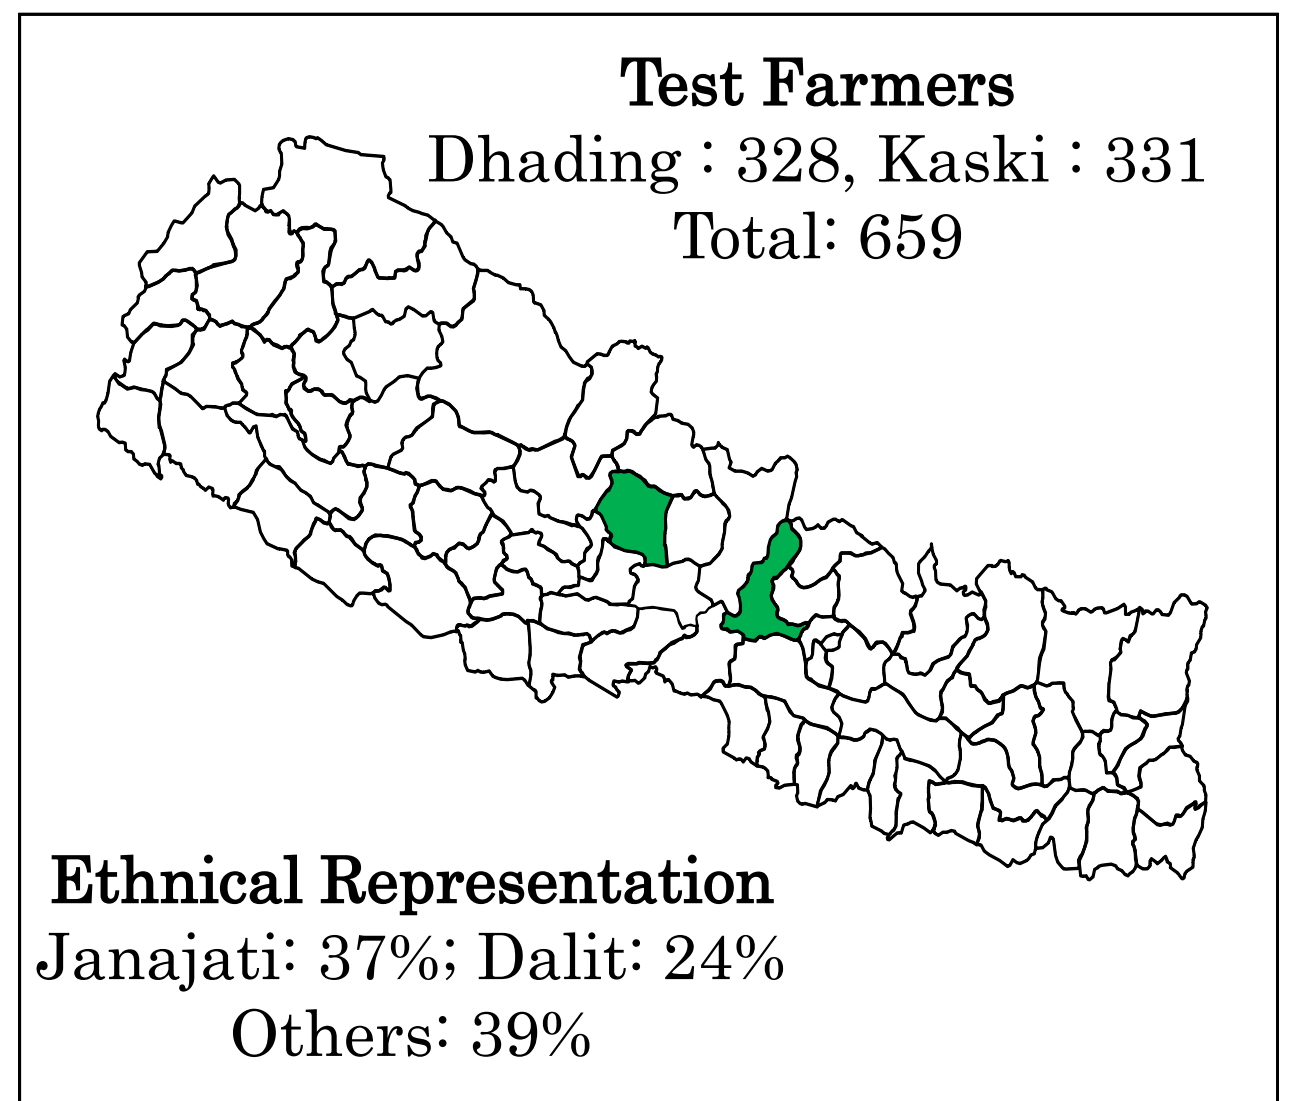 Test Farmers
Dhading : 328, Kaski : 331
Total: 659
Ethnical Representation
Janajati: 37%; Dalit: 24%
Others: 39%